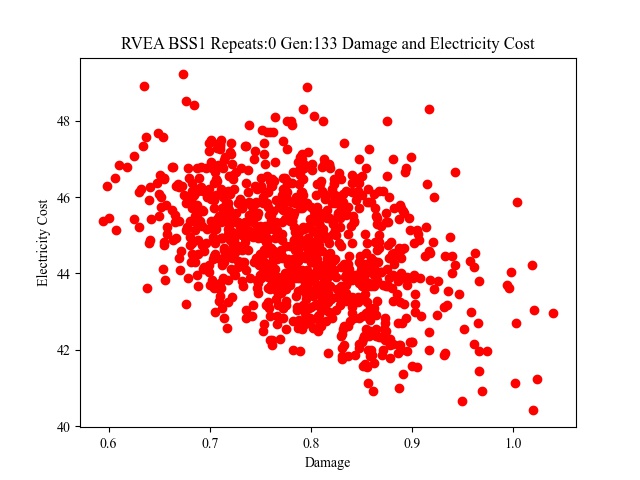 RVEA BSS1 Repeats:0 Gen:133 Damage and Electricity Cost
Electricity Cost
48
46
44
42
40
0.6 0.7 0.8 0.9 1.0
Damage